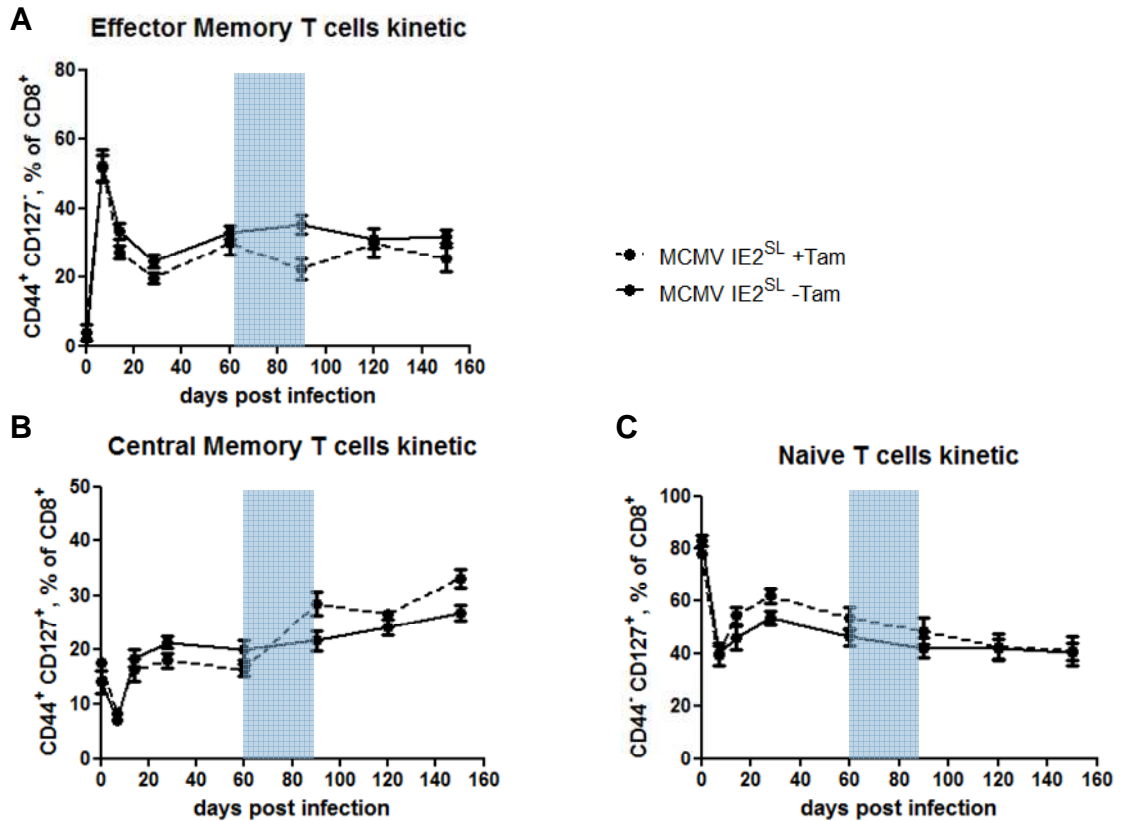 A
Effector Memory T cells kinetic
80
60
40
20
0
CD44⁺ CD127⁻, % of CD8⁺
0 20 40 60 80 100 120 140 160
days post infection
MCMV IE2ˢᴸ +Tam
MCMV IE2ˢᴸ -Tam
B
Central Memory T cells kinetic
50
40
30
20
10
0
CD44⁺ CD127⁺, % of CD8⁺
0 20 40 60 80 100 120 140 160
days post infection
C
Naive T cells kinetic
100
80
60
40
20
0
CD44⁻ CD127⁺, % of CD8⁺
0 20 40 60 80 100 120 140 160
days post infection